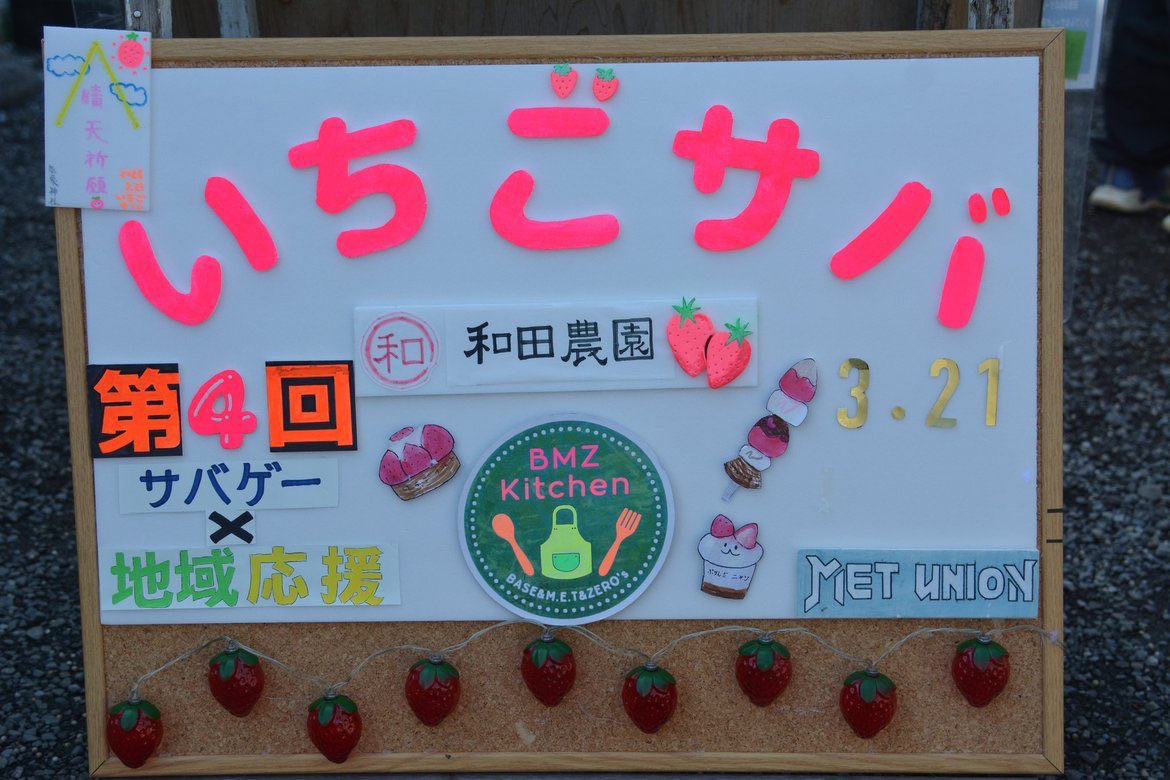 晴天祈願
いちごサバ
和 和田農園
第4回
サバゲー
×
地域応援
3.21
BMZ
Kitchen
BASE&M.E.T&ZERO's
MET UNION